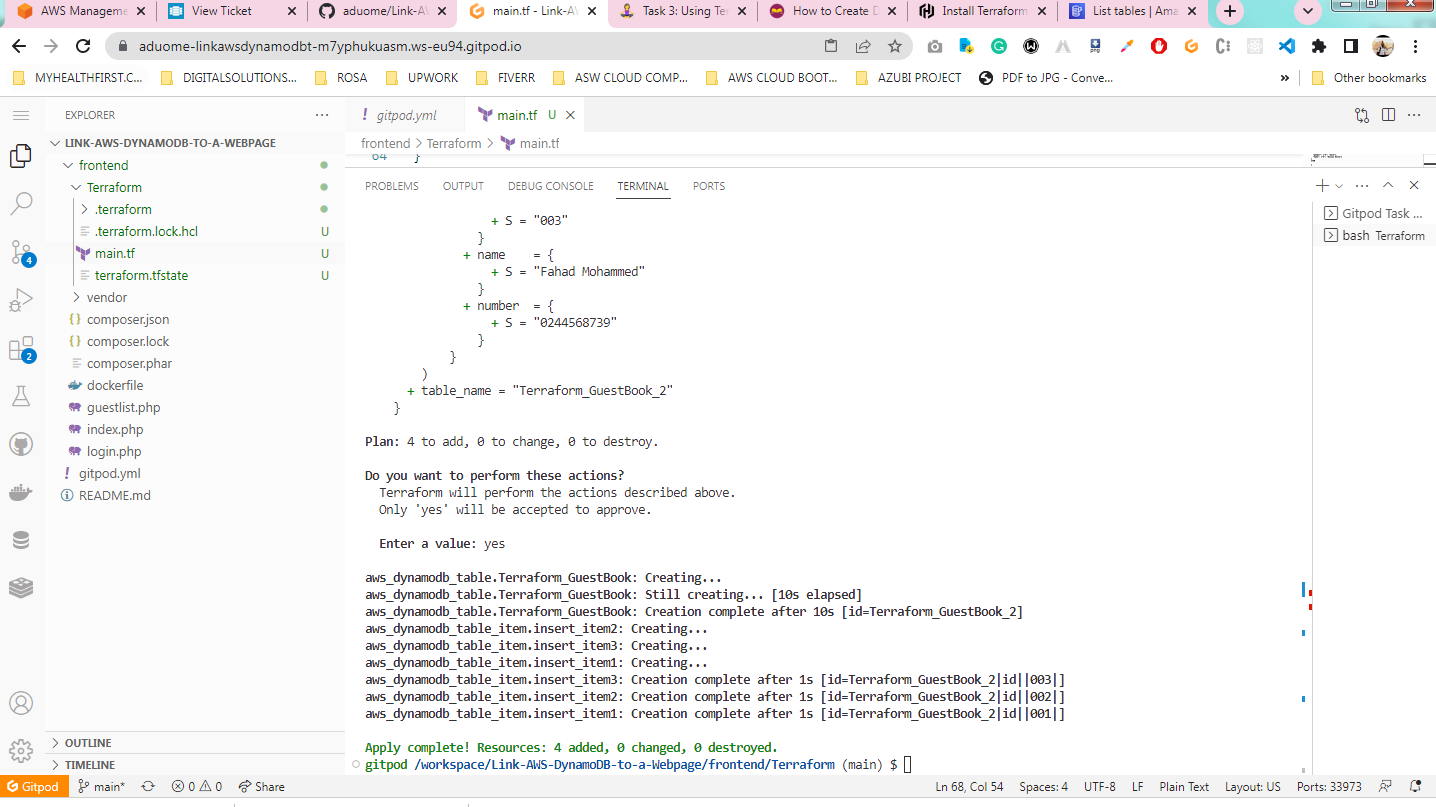 AWS Manageme
View Ticket
aduome/Link-AW
main.tf - Link-AW
Task 3: Using Ter
How to Create D
Install Terraform
List tables | Ama
aduome-linkawsdynamodbt-m7yphukuasm.ws-eu94.gitpod.io
MYHEALTHFIRST.C...
DIGITALSOLUTIONS...
ROSA
UPWORK
FIVERR
ASW CLOUD COMP...
AWS CLOUD BOOT...
AZUBI PROJECT
PDF to JPG - Conve...
»
Other bookmarks
EXPLORER
LINK-AWS-DYNAMODB-TO-A-WEBPAGE
frontend
Terraform
.terraform
.terraform.lock.hcl U
main.tf U
terraform.tfstate U
vendor
composer.json
composer.lock
composer.phar
dockerfile
guestlist.php
index.php
login.php
gitpod.yml
README.md
OUTLINE
TIMELINE
4
2
gitpod.yml
main.tf U
frontend > Terraform > main.tf
64 }
PROBLEMS OUTPUT DEBUG CONSOLE TERMINAL PORTS
Gitpod Task ...
bash Terraform
+ S = "003"
}
+ name = {
+ S = "Fahad Mohammed"
}
+ number = {
+ S = "0244568739"
}
}
)
+ table_name = "Terraform_GuestBook_2"
}
Plan: 4 to add, 0 to change, 0 to destroy.
Do you want to perform these actions?
Terraform will perform the actions described above.
Only 'yes' will be accepted to approve.
Enter a value: yes
aws_dynamodb_table.Terraform_GuestBook: Creating...
aws_dynamodb_table.Terraform_GuestBook: Still creating... [10s elapsed]
aws_dynamodb_table.Terraform_GuestBook: Creation complete after 10s [id=Terraform_GuestBook_2]
aws_dynamodb_table_item.insert_item2: Creating...
aws_dynamodb_table_item.insert_item3: Creating...
aws_dynamodb_table_item.insert_item1: Creating...
aws_dynamodb_table_item.insert_item3: Creation complete after 1s [id=Terraform_GuestBook_2|id||003|]
aws_dynamodb_table_item.insert_item2: Creation complete after 1s [id=Terraform_GuestBook_2|id||002|]
aws_dynamodb_table_item.insert_item1: Creation complete after 1s [id=Terraform_GuestBook_2|id||001|]
Apply complete! Resources: 4 added, 0 changed, 0 destroyed.
gitpod /workspace/Link-AWS-DynamoDB-to-a-Webpage/frontend/Terraform (main) $
Gitpod
main*
0 0
Share
Ln 68, Col 54
Spaces: 4
UTF-8
LF
Plain Text
Layout: US
Ports: 33973